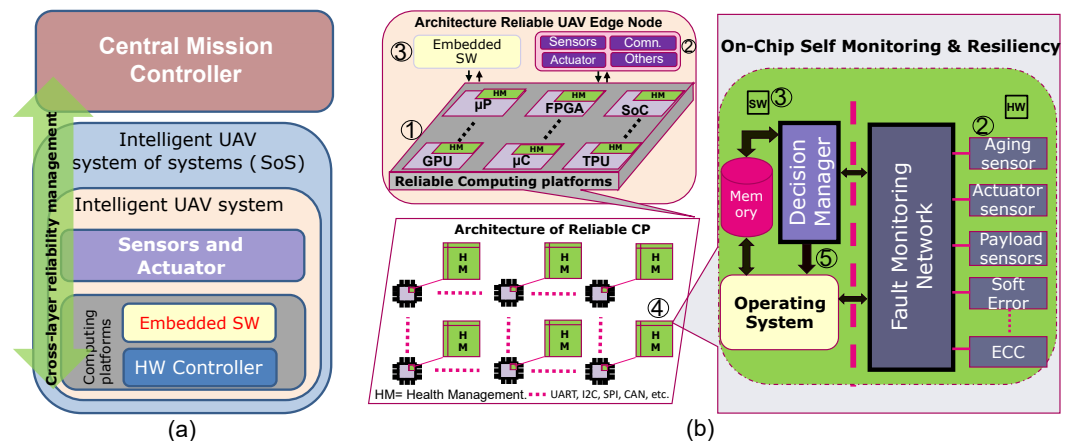 Central Mission
Controller
Cross-layer reliability management
Intelligent UAV
system of systems ( SoS)
Intelligent UAV system
Sensors and
Actuator
Computing
platforms
Embedded SW
HW Controller
(a)
Architecture Reliable UAV Edge Node
③
Embedded
SW
Sensors
Comn.
②
Actuator
Others
①
HM
µP
HM
FPGA
HM
SoC
HM
GPU
HM
µC
HM
TPU
Reliable Computing platforms
Architecture of Reliable CP
H
M
H
M
H
M
④
H
M
H
M
H
M
HM= Health Management.
UART, I2C, SPI, CAN, etc.
On-Chip Self Monitoring & Resiliency
SW
③
HW
②
Memory
Decision
Manager
⑤
Operating
System
Fault Monitoring
Network
Aging
sensor
Actuator
sensor
Payload
sensors
Soft
Error
ECC
(b)